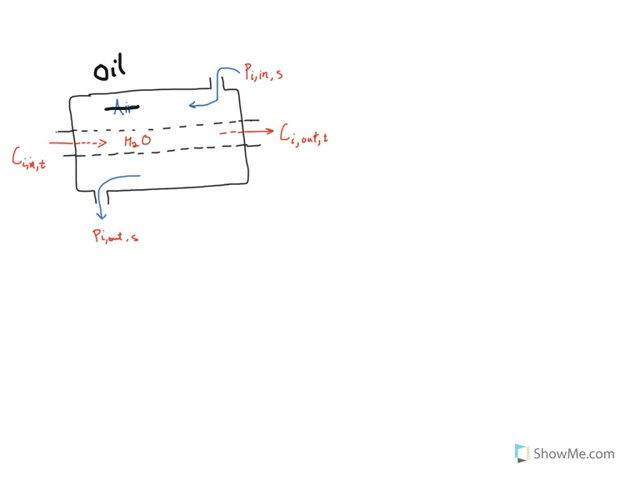 Oil
Pi,in,s
Air
H2O
Ci,out,t
Ci,in,t
Pi,out,s
ShowMe.com